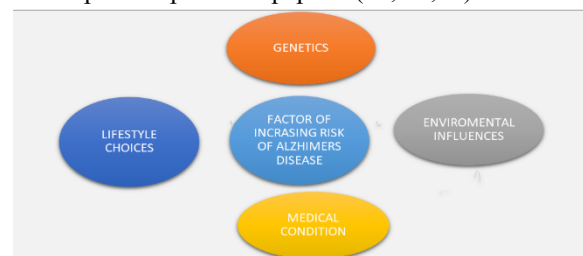 GENETICS
LIFESTYLE
CHOICES
FACTOR OF
INCRASING RISK
OF ALZHIMERS
DISEASE
ENVIROMENTAL
INFLUENCES
MEDICAL
CONDITION